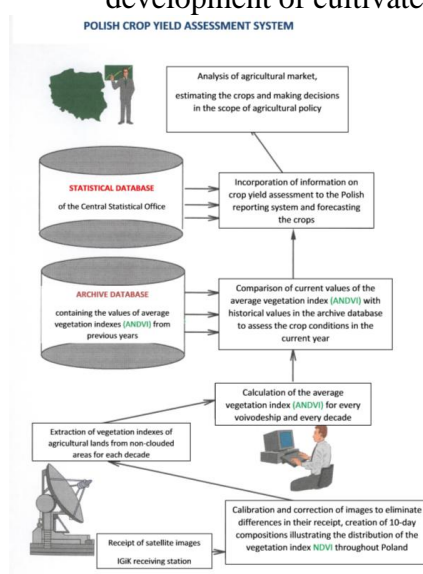 development of cultivate
POLISH CROP YIELD ASSESSMENT SYSTEM
Analysis of agricultural market,
estimating the crops and making decisions
in the scope of agricultural policy
STATISTICAL DATABASE
of the Central Statistical Office
Incorporation of information on
crop yield assessment to the Polish
reporting system and forecasting
the crops
ARCHIVE DATABASE
containing the values of average
vegetation indexes (ANDVI) from
previous years
Comparison of current values of the
average vegetation index (ANDVI) with
historical values in the archive database
to assess the crop conditions in the
current year
Calculation of the average
vegetation index (ANDVI) for every
voivodeship and every decade
Extraction of vegetation indexes of
agricultural lands from non-clouded
areas for each decade
Calibration and correction of images to eliminate
differences in their receipt, creation of 10-day
compositions illustrating the distribution of the
vegetation index NDVI throughout Poland
Receipt of satellite images
IGiK receiving station